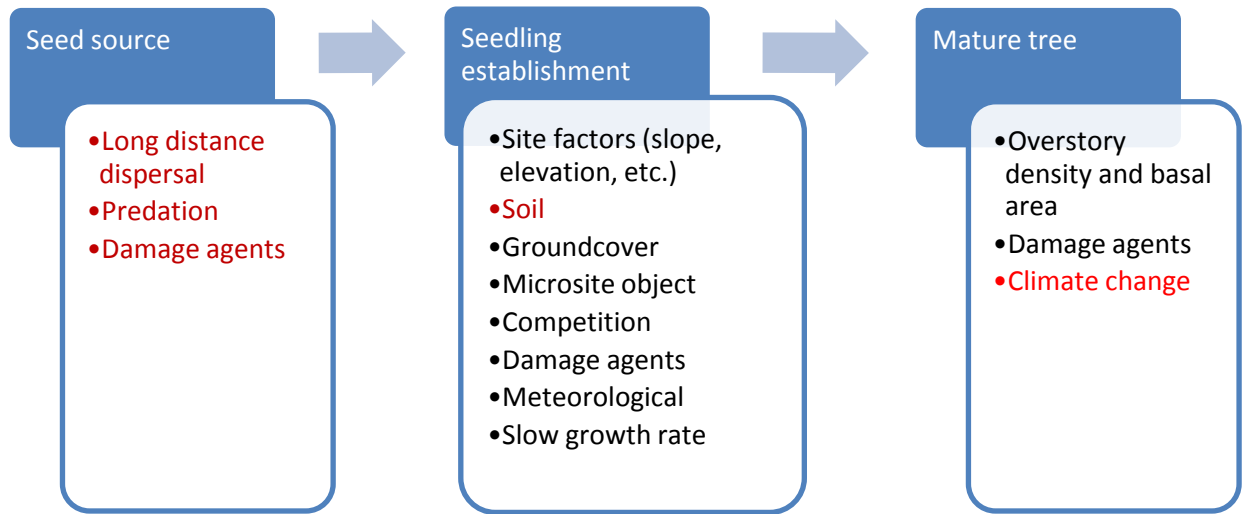 Seed source
•Long distance
dispersal
•Predation
•Damage agents
Seedling
establishment
•Site factors (slope,
elevation, etc.)
•Soil
•Groundcover
•Microsite object
•Competition
•Damage agents
•Meteorological
•Slow growth rate
Mature tree
•Overstory
density and basal
area
•Damage agents
•Climate change